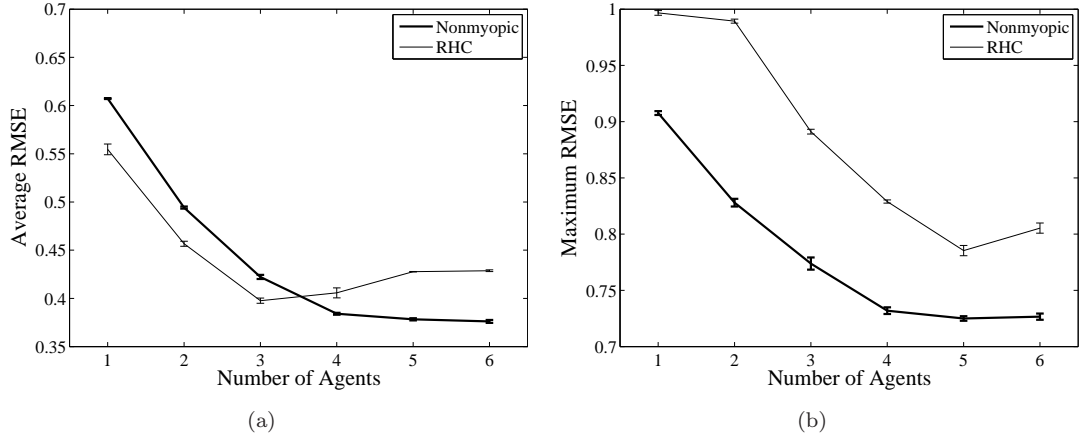 0.7
0.65
0.6
0.55
0.5
0.45
0.4
0.35
Average RMSE
1 2 3 4 5 6
Number of Agents
Nonmyopic
RHC
(a)
1
0.95
0.9
0.85
0.8
0.75
0.7
Maximum RMSE
1 2 3 4 5 6
Number of Agents
Nonmyopic
RHC
(b)